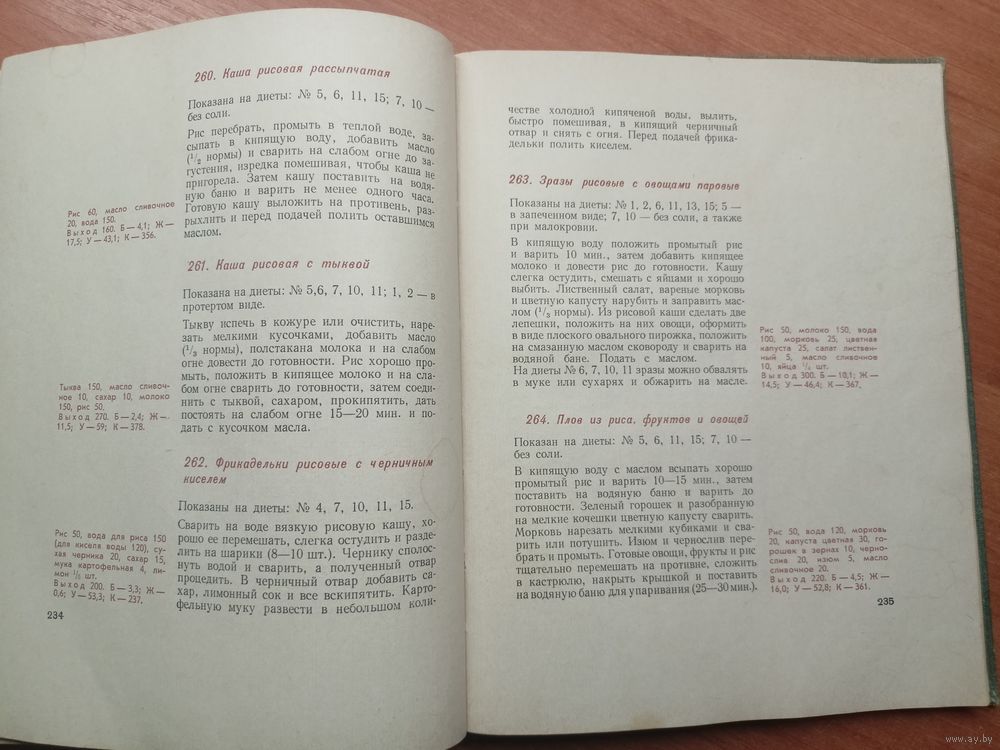 260. Каша рисовая рассыпчатая
Показана на диеты: № 5, 6, 11, 15; 7, 10 —
без соли.
Рис перебрать, промыть в теплой воде, за-
сыпать в кипящую воду, добавить масло
(1/2 нормы) и сварить на слабом огне до за-
густения, изредка помешивая, чтобы каша не
пригорела. Затем кашу поставить на водя-
ную баню и варить не менее одного часа.
Готовую кашу выложить на противень, раз-
рыхлить и перед подачей полить оставшимся
маслом.
Рис 60, масло сливочное
20, вода 150.
Выход 160. Б — 4,1; Ж —
17,5; У — 43,1; К — 356.
261. Каша рисовая с тыквой
Показана на диеты: № 5,6, 7, 10, 11; 1, 2 — в
протертом виде.
Тыкву испечь в кожуре или очистить, наре-
зать мелкими кусочками, добавить масло
(1/3 нормы), полстакана молока и на слабом
огне довести до готовности. Рис хорошо про-
мыть, положить в кипящее молоко и на сла-
бом огне сварить до готовности, затем соеди-
нить с тыквой, сахаром, прокипятить, дать
постоять на слабом огне 15—20 мин. и по-
дать с кусочком масла.
Тыква 150, масло сливоч-
ное 10, сахар 10, молоко
150, рис 50.
Выход 270. Б — 2,4; Ж —
11,5; У — 59; К — 378.
262. Фрикадельки рисовые с черничным
киселем
Показаны на диеты: № 4, 7, 10, 11, 15.
Сварить на воде вязкую рисовую кашу, хо-
рошо ее перемешать, слегка остудить и разде-
лить на шарики (8—10 шт.). Чернику сполос-
нуть водой и сварить, а полученный отвар
процедить. В черничный отвар добавить са-
хар, лимонный сок и все вскипятить. Карто-
фельную муку развести в небольшом коли-
Рис 50, вода для риса 150
(для киселя воды 120), су-
хая черника 20, сахар 15,
мука картофельная 4, ли-
мон шт.
Выход 200. Б — 3,3; Ж —
0,6; У — 53,3; К — 237.
234
честве холодной кипяченой воды, вылить,
быстро помешивая, в кипящий черничный
отвар и снять с огня. Перед подачей фрика-
дельки полить киселем.
263. Зразы рисовые с овощами паровые
Показаны на диеты: № 1, 2, 6, 11, 13, 15; 5 —
в запеченном виде; 7, 10 — без соли, а также
при малокровии.
В кипящую воду положить промытый рис
и варить 10 мин., затем добавить кипящее
молоко и довести рис до готовности. Кашу
слегка остудить, смешать с яйцами и хорошо
выбить. Лиственный салат, вареные морковь
и цветную капусту нарубить и заправить мас-
лом (1/3 нормы). Из рисовой каши сделать две
лепешки, положить на них овощи, оформить
в виде плоского овального пирожка, положить
на смазанную маслом сковороду и сварить на
водяной бане. Подать с маслом.
На диеты № 6, 7, 10, 11 зразы можно обвалять
в муке или сухарях и обжарить на масле.
Рис 50, молоко 150, вода
100, морковь 25, цветная
капуста 25, салат листвен-
ный 5, масло сливочное
10, яйца шт.
Выход 300. Б — 10,1; Ж —
14,5; У — 46,4; К — 367.
264. Плов из риса, фруктов и овощей
Показан на диеты: № 5, 6, 11, 15; 7, 10 —
без соли.
В кипящую воду с маслом всыпать хорошо
промытый рис и варить 10—15 мин., затем
поставить на водяную баню и варить до
готовности. Зеленый горошек и разобранную
на мелкие кочешки цветную капусту сварить.
Морковь нарезать мелкими кубиками и сва-
рить или потушить. Изюм и чернослив пере-
брать и промыть. Готовые овощи, фрукты и рис
тщательно перемешать на противне, сложить
в кастрюлю, накрыть крышкой и поставить
на водяную баню для упаривания (25—30 мин.).
Рис 50, вода 120, морковь
20, капуста цветная 30, го-
рошек в зернах 10, черно-
слив 20, изюм 5, масло
сливочное 20.
Выход 220. Б — 4,5; Ж —
16,0; У — 52,8; К — 361.
235
www.ay.by